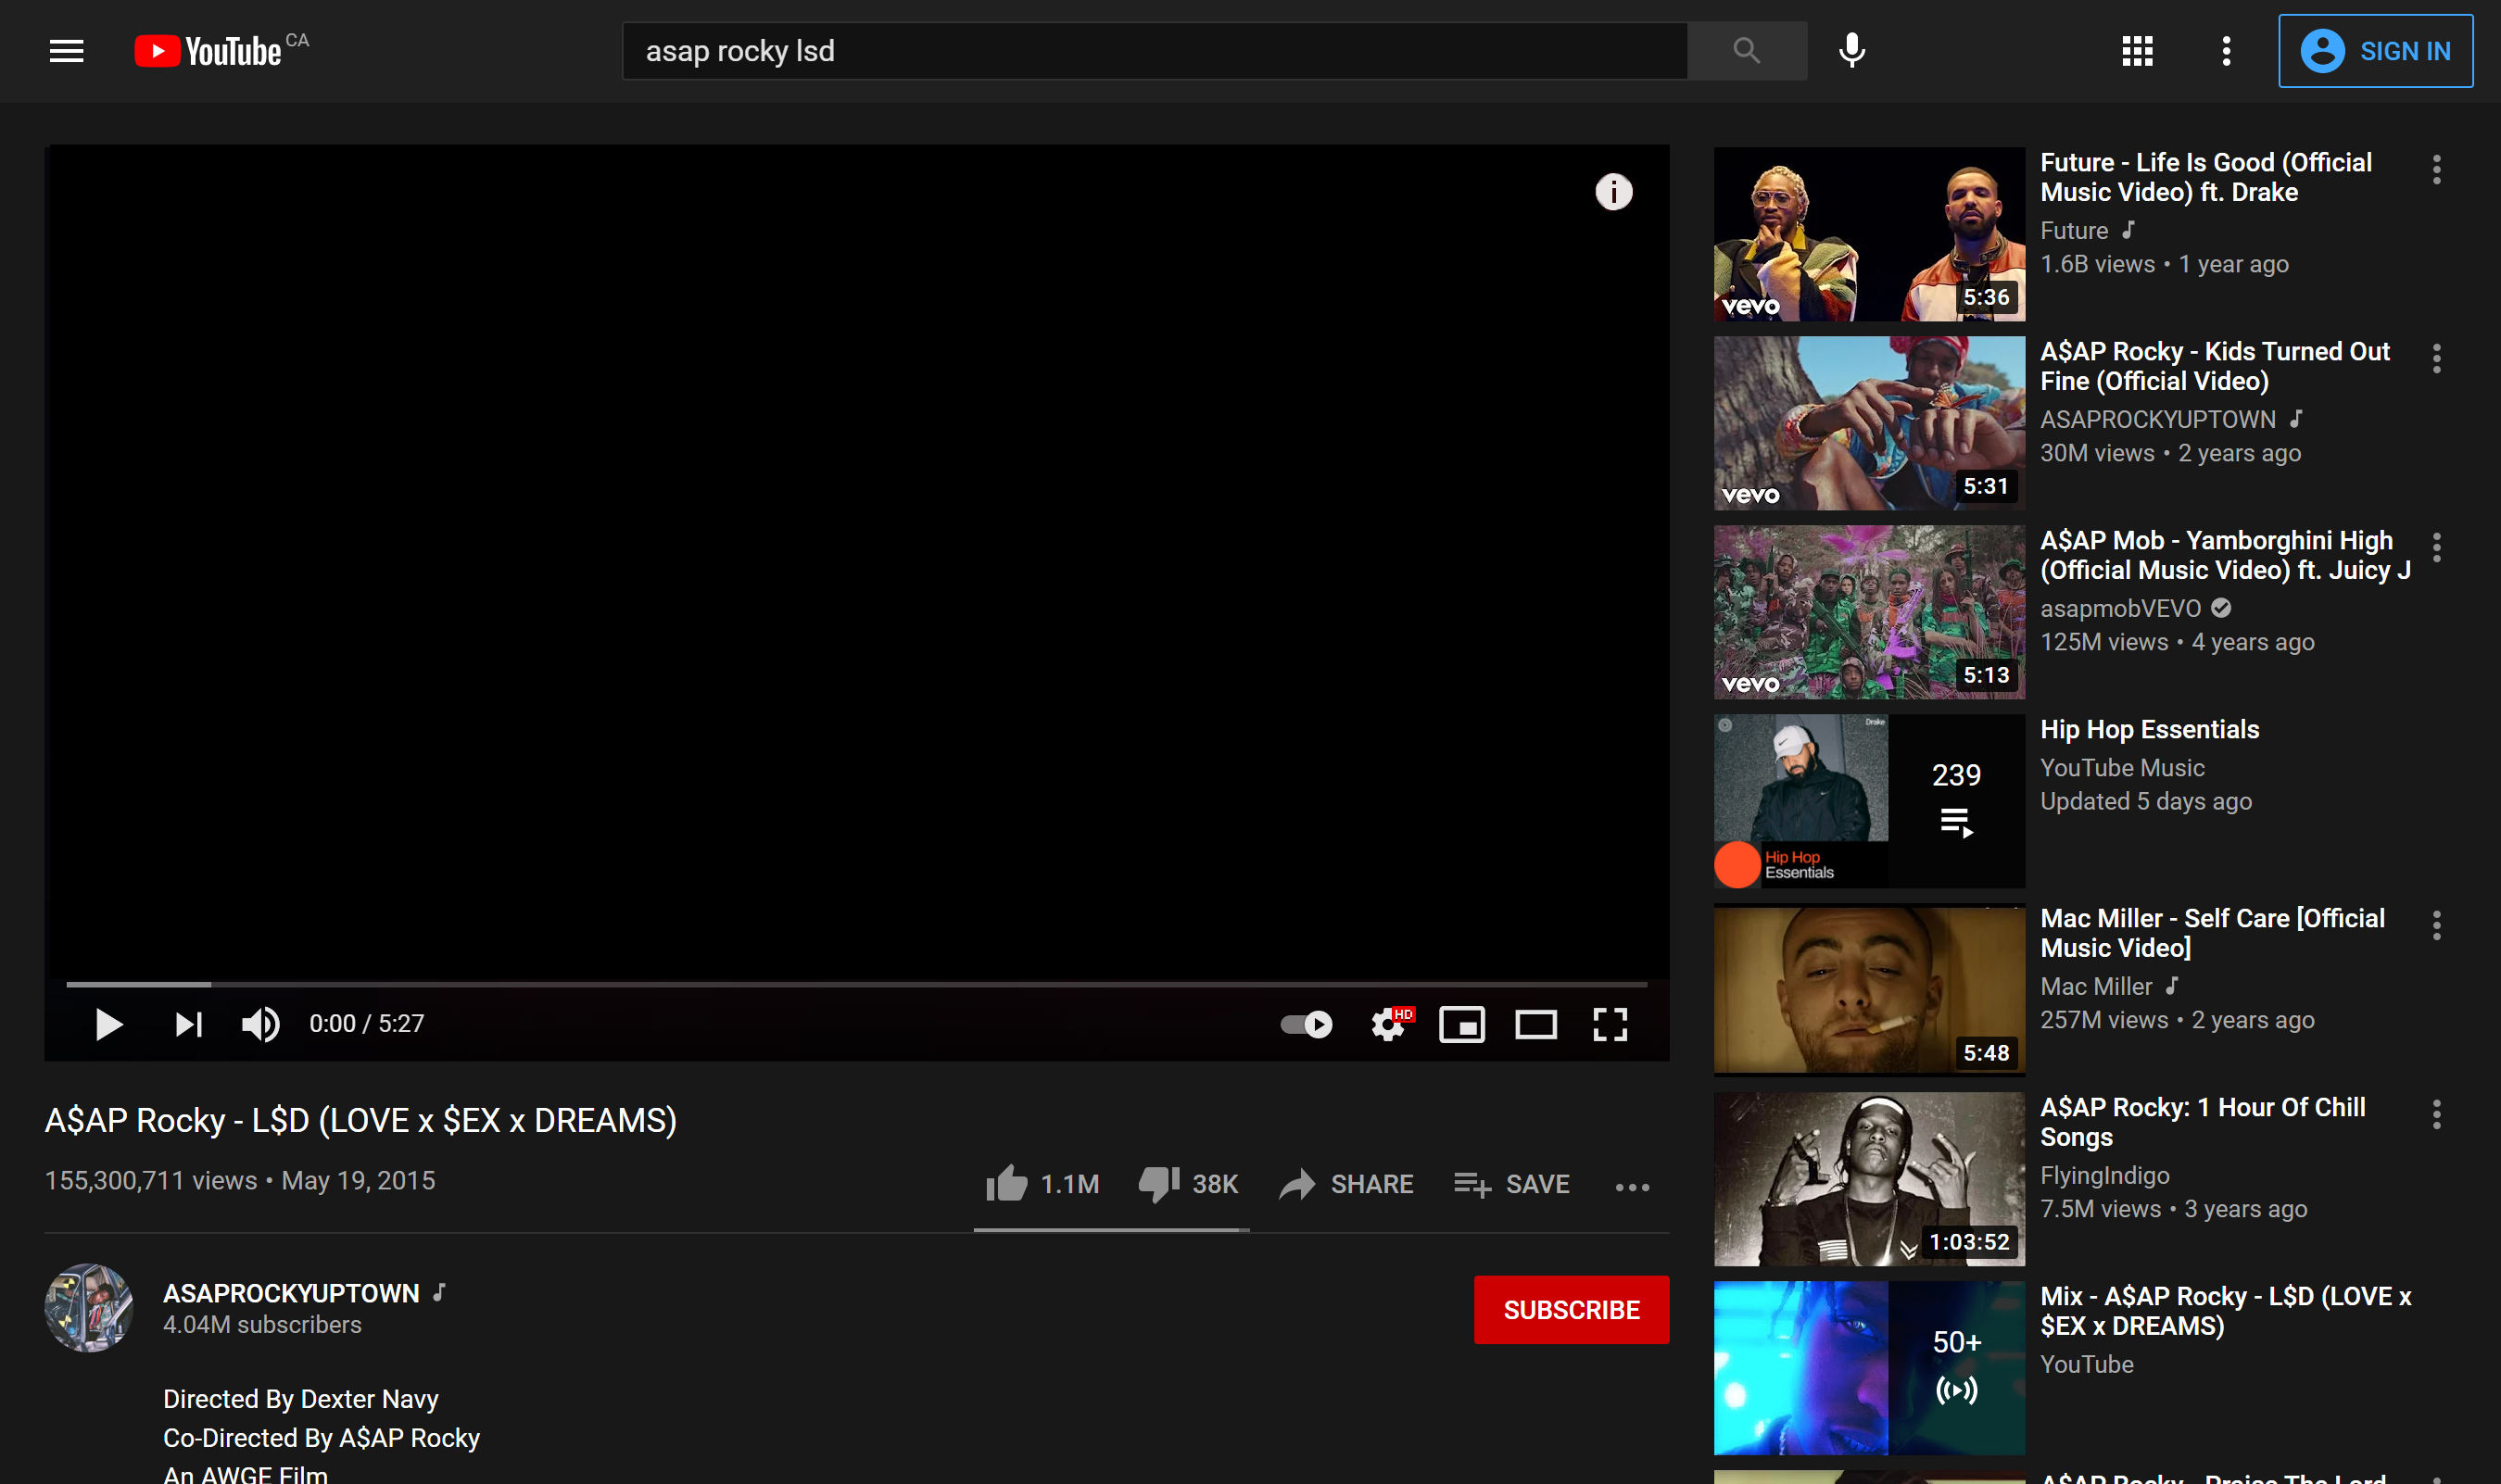 YouTube CA
asap rocky lsd
SIGN IN
i
HD
0:00 / 5:27
A$AP Rocky - L$D (LOVE x $EX x DREAMS)
155,300,711 views • May 19, 2015
1.1M
38K
SHARE
SAVE
ASAPROCKYUPTOWN
4.04M subscribers
SUBSCRIBE
Directed By Dexter Navy
Co-Directed By A$AP Rocky
An AWGE Film
vevo
5:36
Future - Life Is Good (Official
Music Video) ft. Drake
Future
1.6B views • 1 year ago
vevo
5:31
A$AP Rocky - Kids Turned Out
Fine (Official Video)
ASAPROCKYUPTOWN
30M views • 2 years ago
vevo
5:13
A$AP Mob - Yamborghini High
(Official Music Video) ft. Juicy J
asapmobVEVO
125M views • 4 years ago
Drake
239
Hip Hop
Essentials
Hip Hop Essentials
YouTube Music
Updated 5 days ago
5:48
Mac Miller - Self Care [Official
Music Video]
Mac Miller
257M views • 2 years ago
1:03:52
A$AP Rocky: 1 Hour Of Chill
Songs
FlyingIndigo
7.5M views • 3 years ago
50+
Mix - A$AP Rocky - L$D (LOVE x
$EX x DREAMS)
YouTube
A$AP Rocky - Praise The Lord